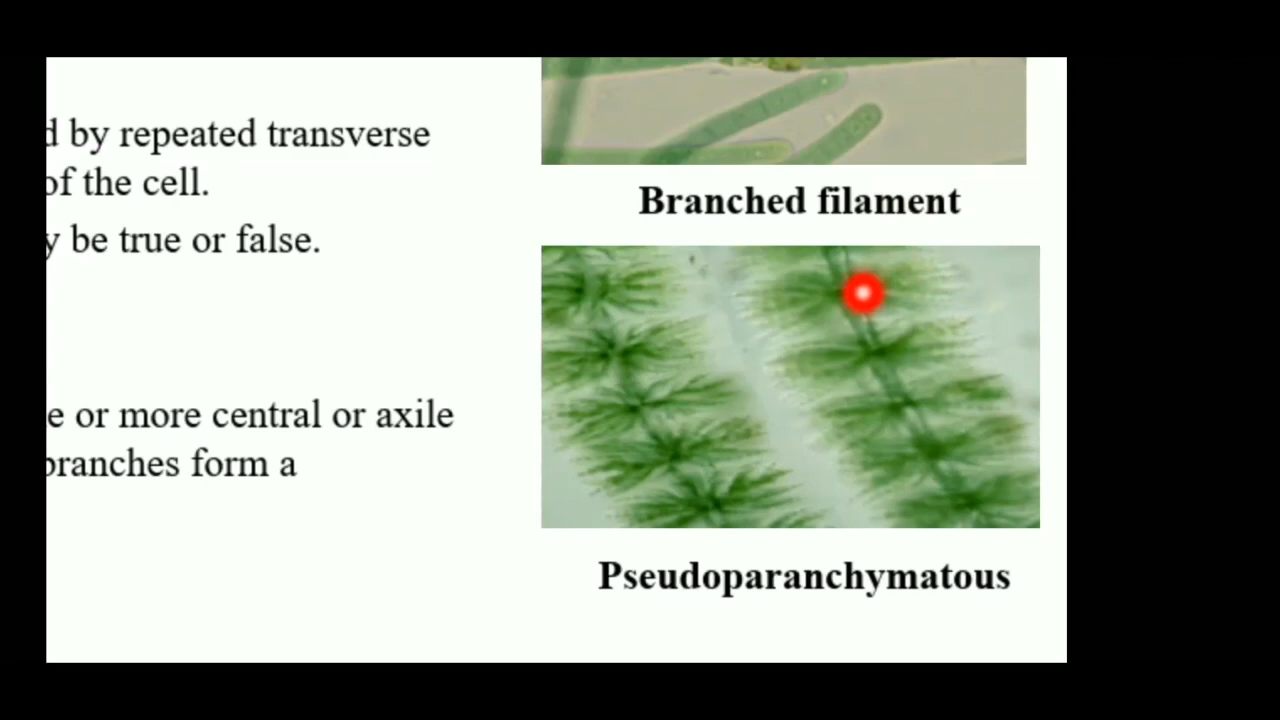 by repeated transverse
of the cell.
be true or false.
Branched filament
or more central or axile
branches form a
Pseudoparanchymatous